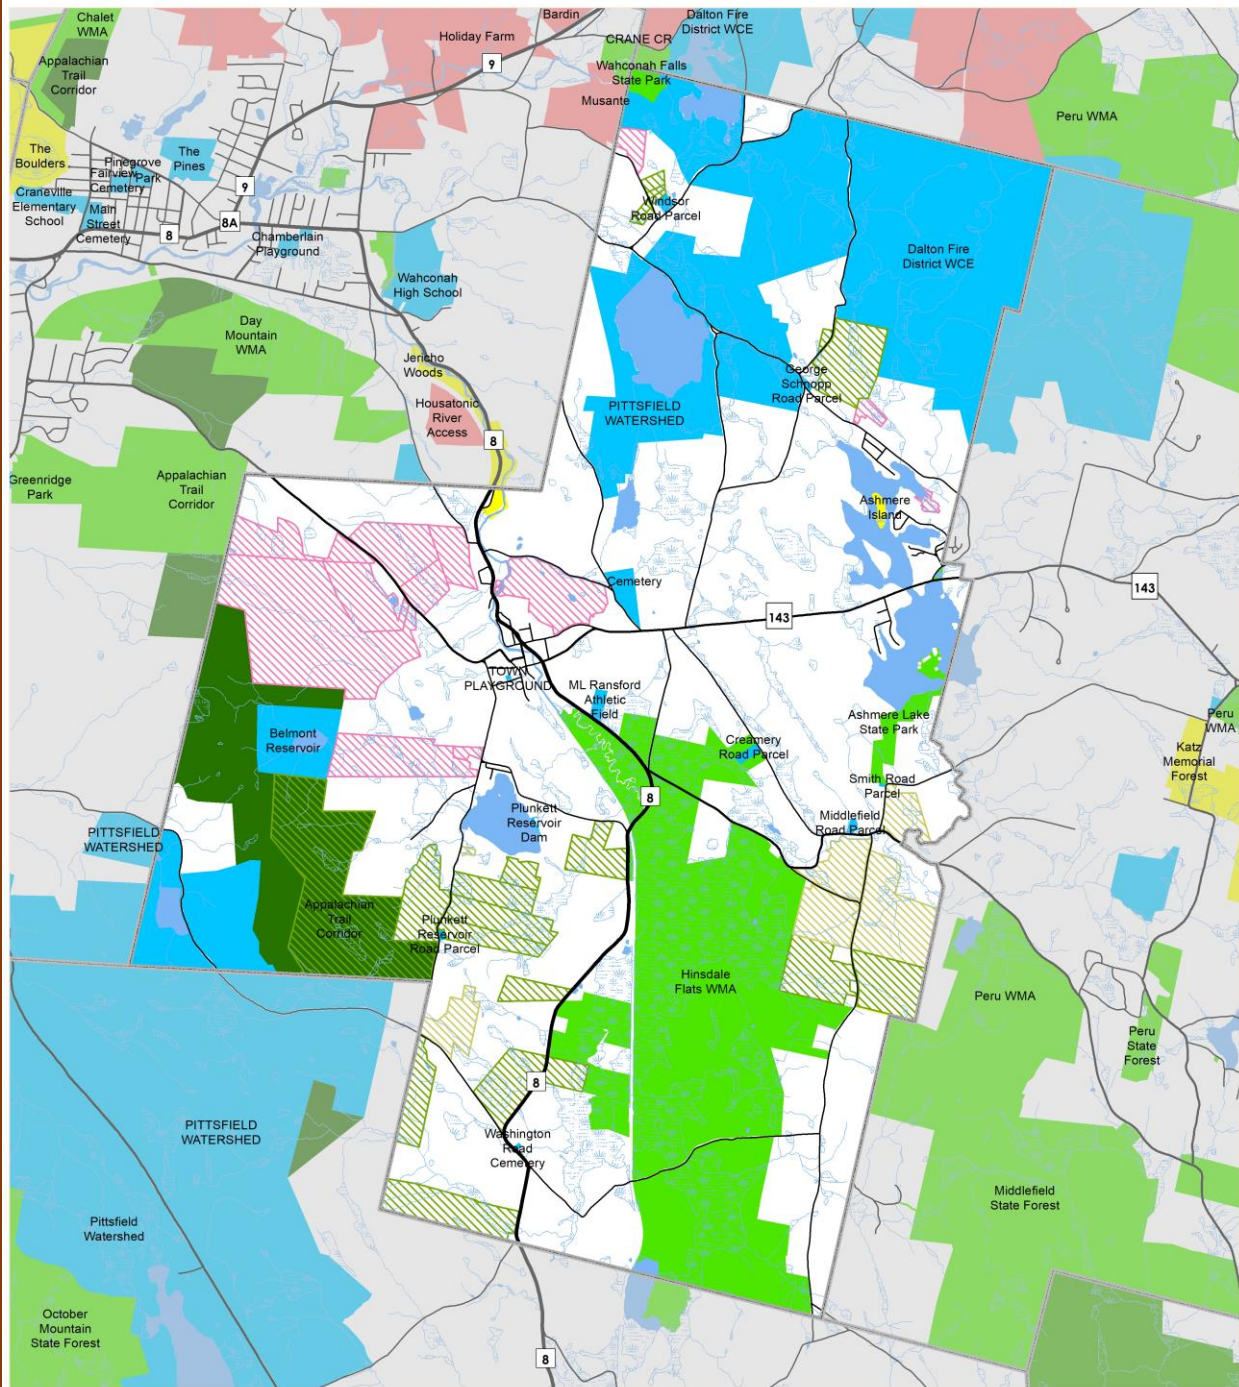 Chalet
WMA
Bardin
Dalton Fire
District WCE
Holiday Farm
CRANE CR
9
Appalachian
Trail
Corridor
Wahconah Falls
State Park
Musante
Peru WMA
The
Boulders
Pinegrove
Park
Fairview
Cemetery
The
Pines
Craneville
Elementary
School
9
Main
Street
Cemetery
8
8A
Chamberlain
Playground
Windsor
Road Parcel
Dalton Fire
District WCE
Wahconah
High School
Day
Mountain
WMA
Jericho
Woods
George
Schnopp
Road Parcel
Housatonic
River
Access
PITTSFIELD
WATERSHED
8
Greenridge
Park
Appalachian
Trail
Corridor
Ashmere
Island
Cemetery
143
143
TOWN
PLAYGROUND
ML Ransford
Athletic
Field
Ashmere Lake
State Park
Peru
WMA
Belmont
Reservoir
Creamery
Road Parcel
Katz
Memorial
Forest
Smith Road
Parcel
8
Plunkett
Reservoir
Dam
Middlefield
Road Parcel
PITTSFIELD
WATERSHED
Appalachian
Trail
Corridor
Plunkett
Reservoir
Road Parcel
Hinsdale
Flats WMA
Peru WMA
Peru
State
Forest
8
PITTSFIELD
WATERSHED
Washington
Road
Cemetery
Middlefield
State Forest
Pittsfield
Watershed
October
Mountain
State Forest
8